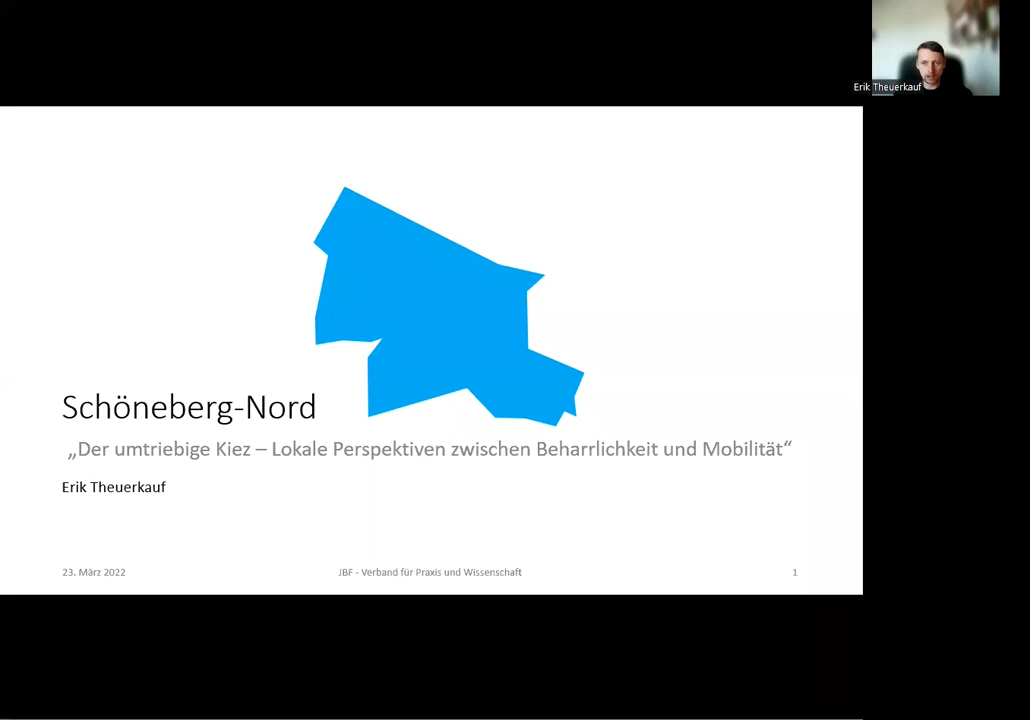 Erik Theuerkauf
Schöneberg-Nord
„Der umtriebige Kiez – Lokale Perspektiven zwischen Beharrlichkeit und Mobilität“
Erik Theuerkauf
23. März 2022
JBF - Verband für Praxis und Wissenschaft
1